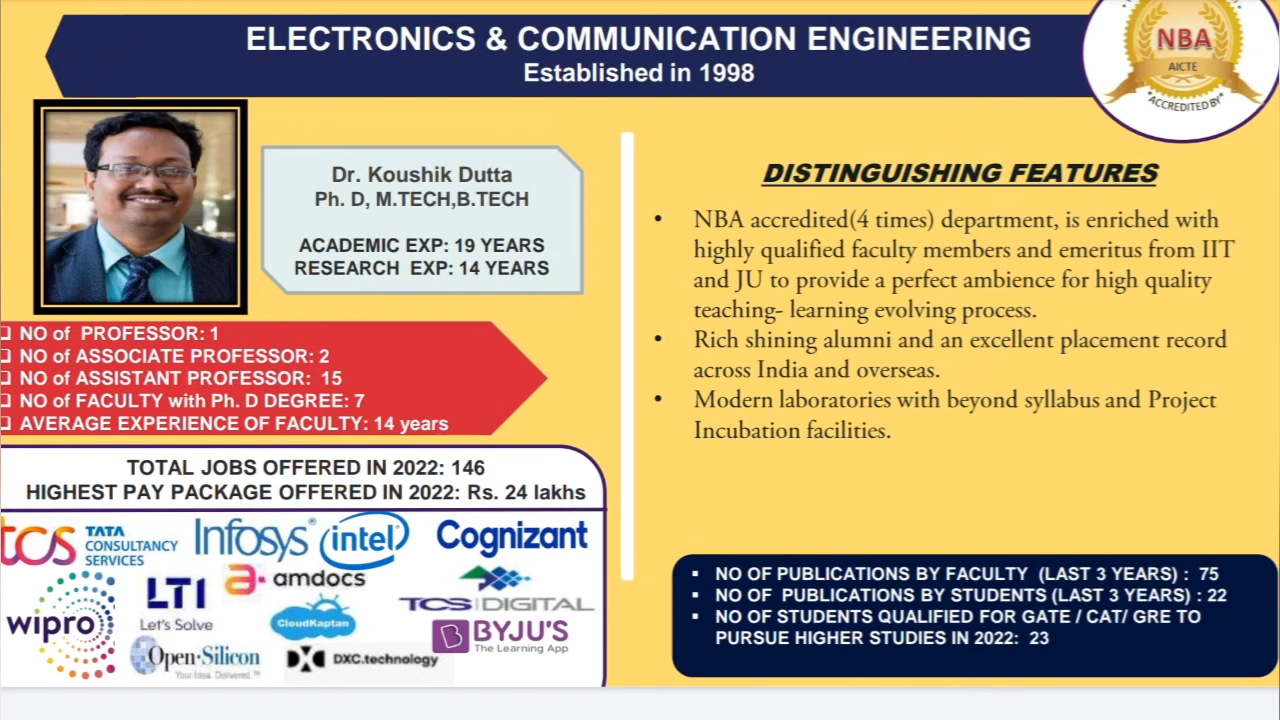 ELECTRONICS & COMMUNICATION ENGINEERING
Established in 1998
NBA
AICTE
*ACCREDITED BY*
Dr. Koushik Dutta
Ph. D, M.TECH,B.TECH
ACADEMIC EXP: 19 YEARS
RESEARCH EXP: 14 YEARS
NO of PROFESSOR: 1
NO of ASSOCIATE PROFESSOR: 2
NO of ASSISTANT PROFESSOR: 15
NO of FACULTY with Ph. D DEGREE: 7
AVERAGE EXPERIENCE OF FACULTY: 14 years
TOTAL JOBS OFFERED IN 2022: 146
HIGHEST PAY PACKAGE OFFERED IN 2022: Rs. 24 lakhs
tcs TATA
CONSULTANCY
SERVICES
Infosys®
intel®
Cognizant
wipro
LTI
Let's Solve
a: amdocs
CloudKaptan
TCS DIGITAL
B BYJU'S
The Learning App
Open-Silicon
Your Idea. Delivered.™
DXC.technology
DISTINGUISHING FEATURES
• NBA accredited(4 times) department, is enriched with
highly qualified faculty members and emeritus from IIT
and JU to provide a perfect ambience for high quality
teaching- learning evolving process.
• Rich shining alumni and an excellent placement record
across India and overseas.
• Modern laboratories with beyond syllabus and Project
Incubation facilities.
▪ NO OF PUBLICATIONS BY FACULTY (LAST 3 YEARS) : 75
▪ NO OF PUBLICATIONS BY STUDENTS (LAST 3 YEARS) : 22
▪ NO OF STUDENTS QUALIFIED FOR GATE / CAT/ GRE TO
PURSUE HIGHER STUDIES IN 2022: 23